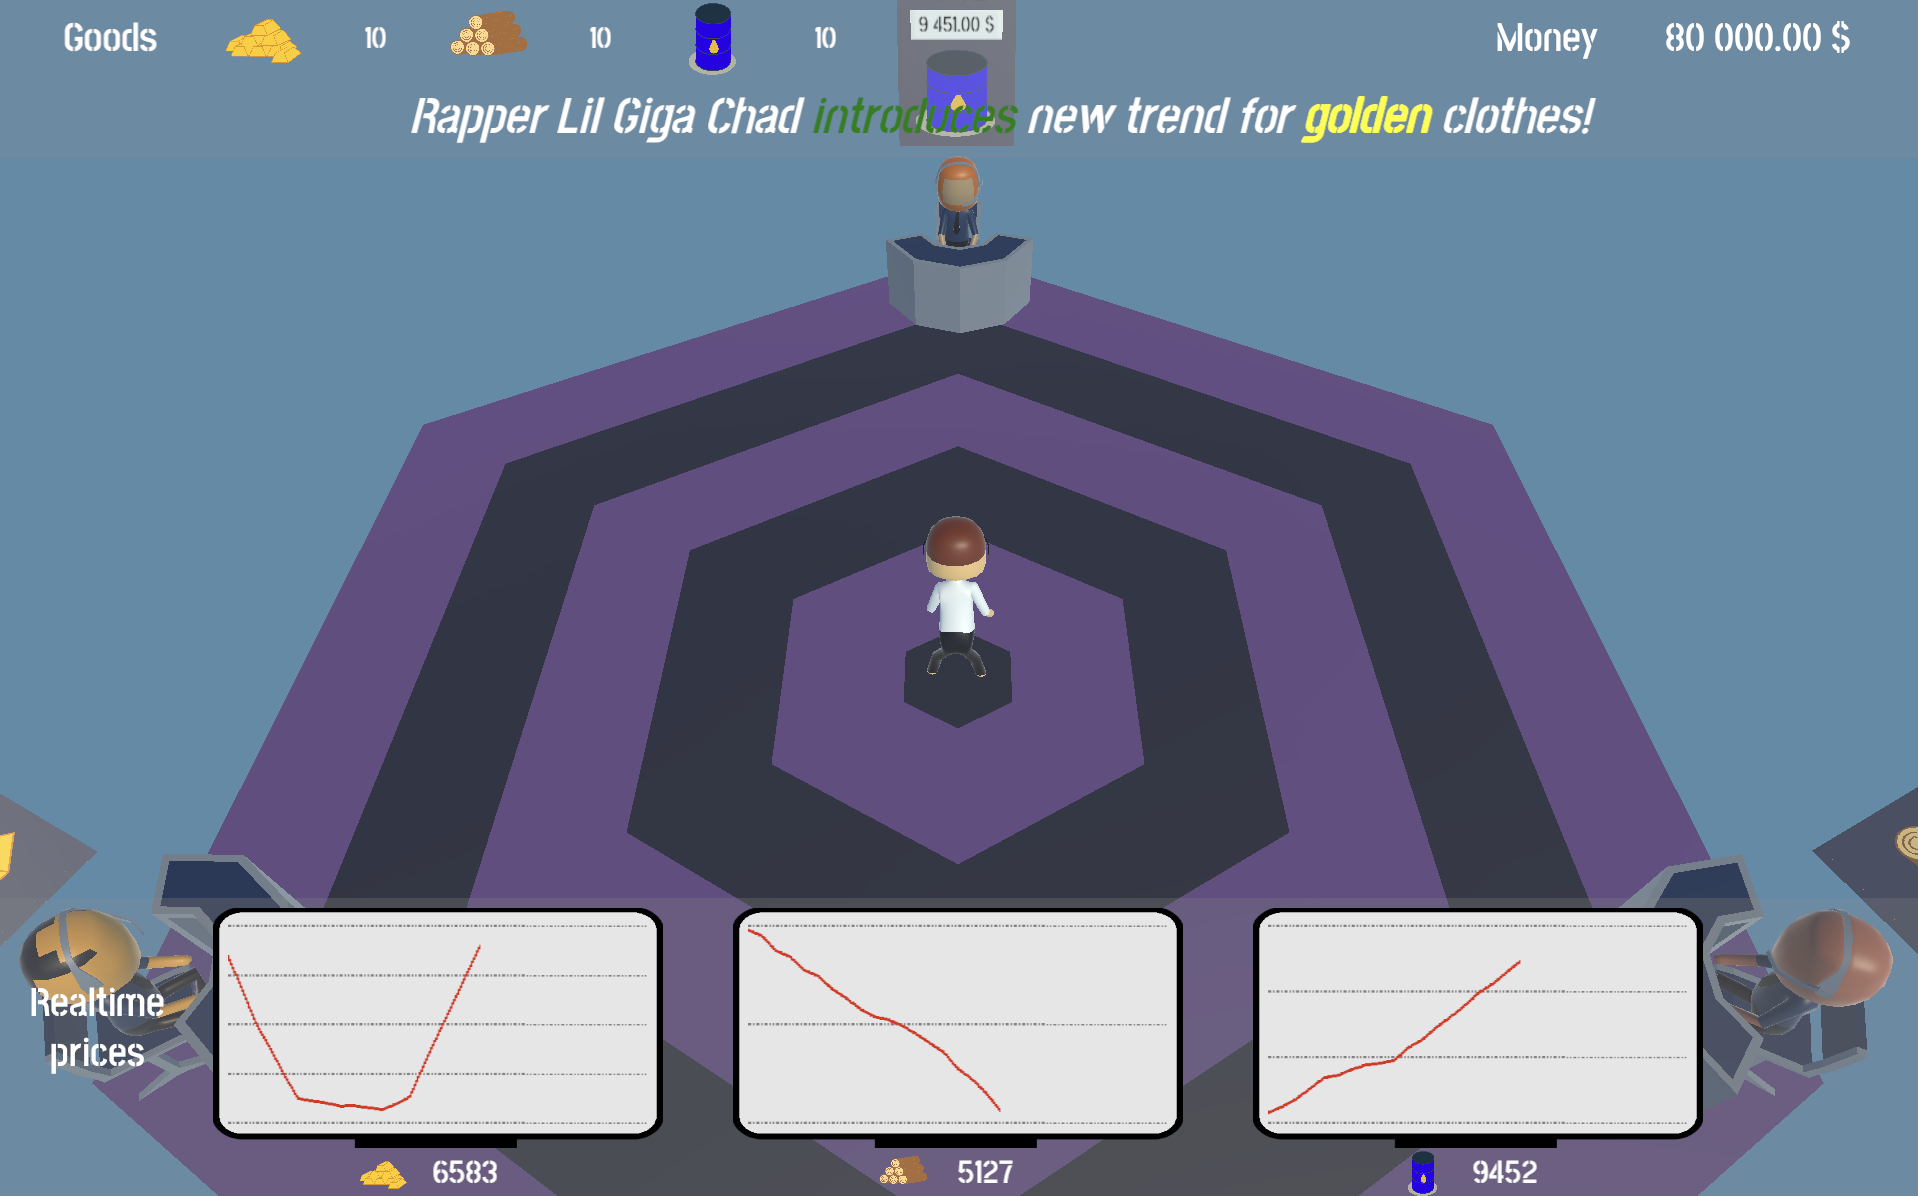 Goods 10 10 10 9 451.00 $ Money 80 000.00 $
Rapper Lil Giga Chad introduces new trend for golden clothes!
Realtime
prices
6583 5127 9452